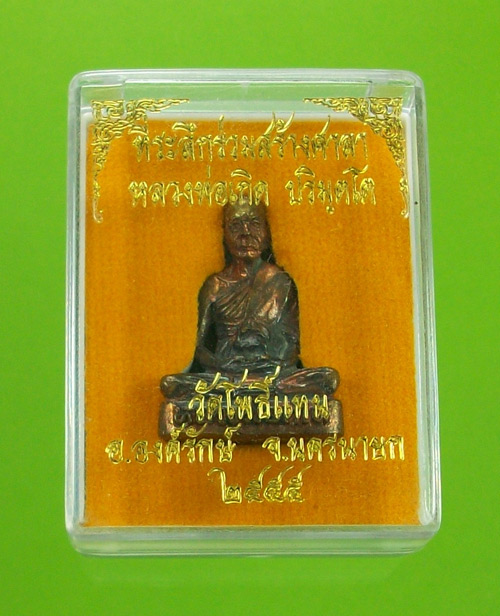 ที่ระลึกร่วมสร้างศาลา
หลวงพ่อเกิด ปริมุตโต
วัดโพธิ์แทน
อ.องค์รักษ์ จ.นครนายก
๒๕๕๕